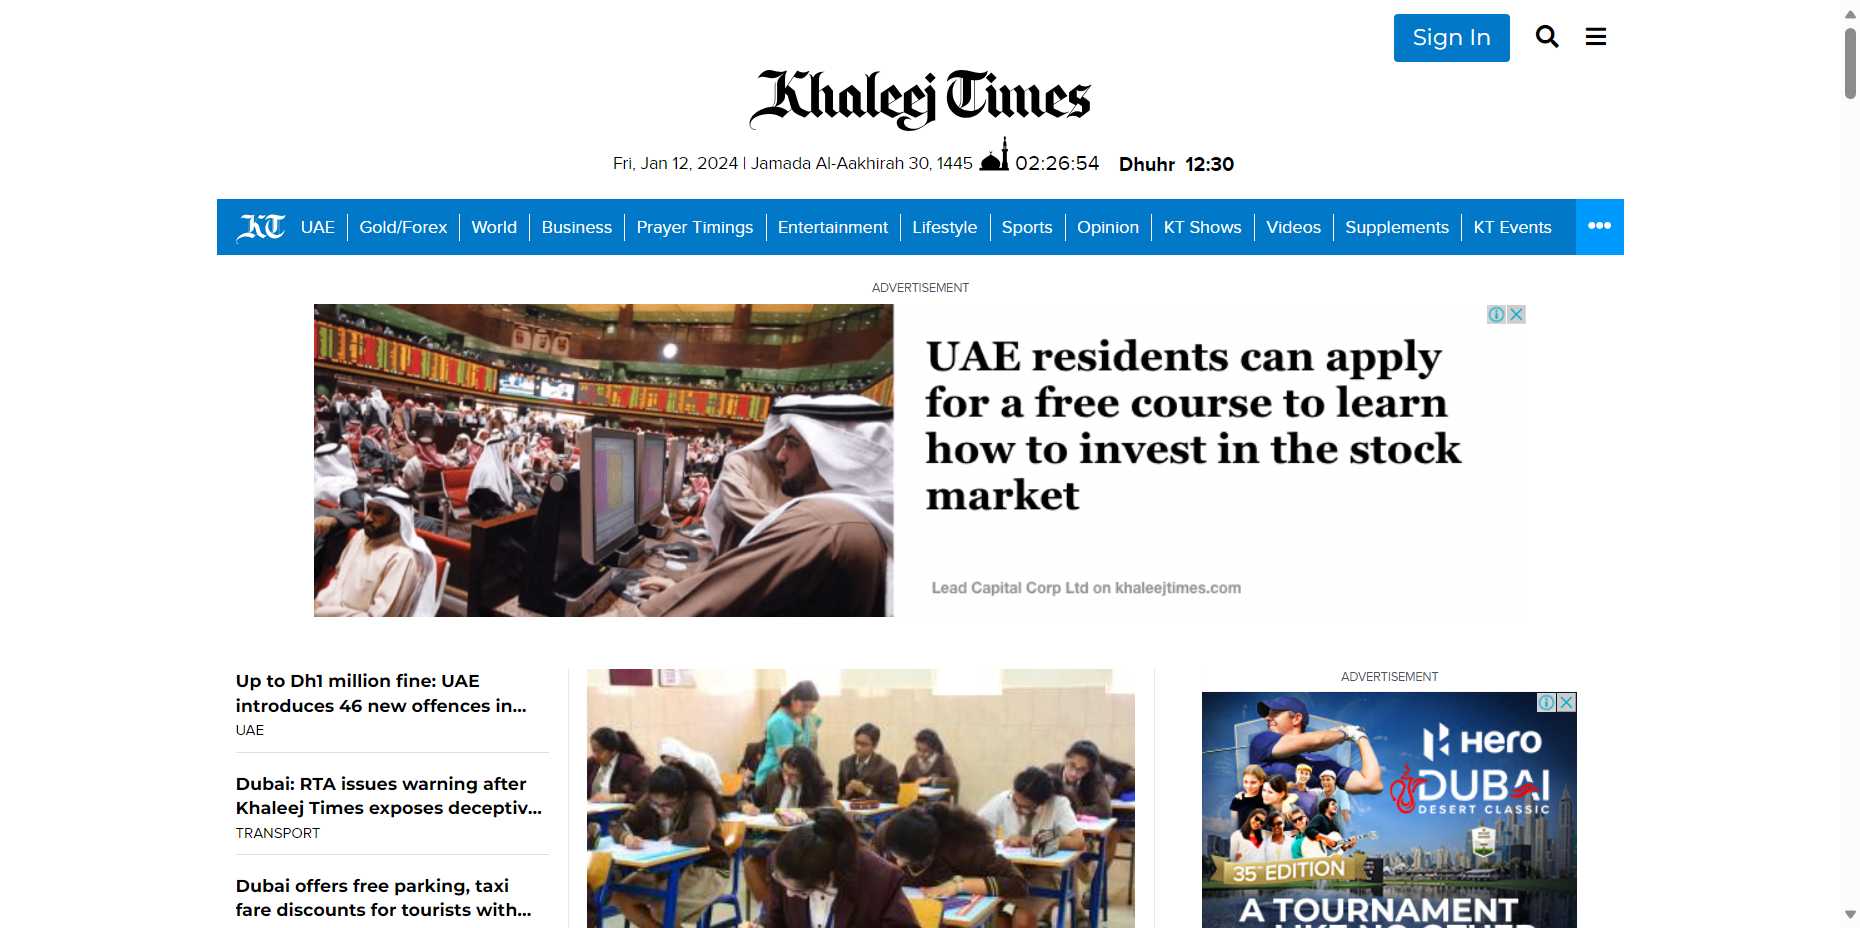 Sign In
Khaleej Times
Fri, Jan 12, 2024 | Jamada Al-Aakhirah 30, 1445 02:26:54 Dhuhr 12:30
KT UAE Gold/Forex World Business Prayer Timings Entertainment Lifestyle Sports Opinion KT Shows Videos Supplements KT Events
ADVERTISEMENT
UAE residents can apply
for a free course to learn
how to invest in the stock
market
Lead Capital Corp Ltd on khaleejtimes.com
Up to Dh1 million fine: UAE
introduces 46 new offences in...
UAE
Dubai: RTA issues warning after
Khaleej Times exposes deceptiv...
TRANSPORT
Dubai offers free parking, taxi
fare discounts for tourists with...
ADVERTISEMENT
Hero
DUBAI
DESERT CLASSIC
35TH EDITION
A TOURNAMENT
LIKE NO OTHER